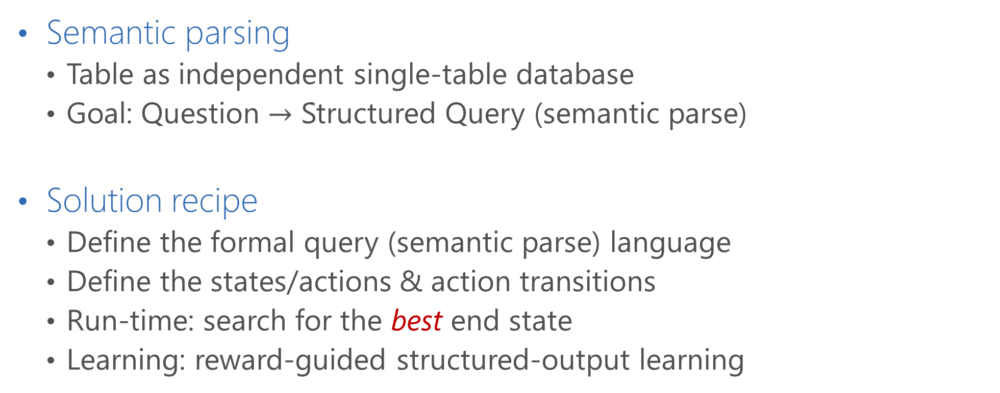 • Semantic parsing
• Table as independent single-table database
• Goal: Question → Structured Query (semantic parse)
• Solution recipe
• Define the formal query (semantic parse) language
• Define the states/actions & action transitions
• Run-time: search for the best end state
• Learning: reward-guided structured-output learning